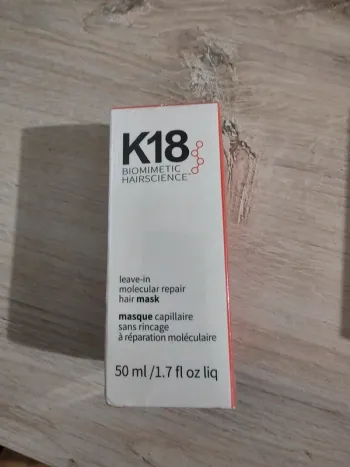 K18
BIOMIMETIC
HAIRSCIENCE
leave-in
molecular repair
hair mask
masque capillaire
sans rincage
à réparation moléculaire
50 ml /1.7 fl oz liq